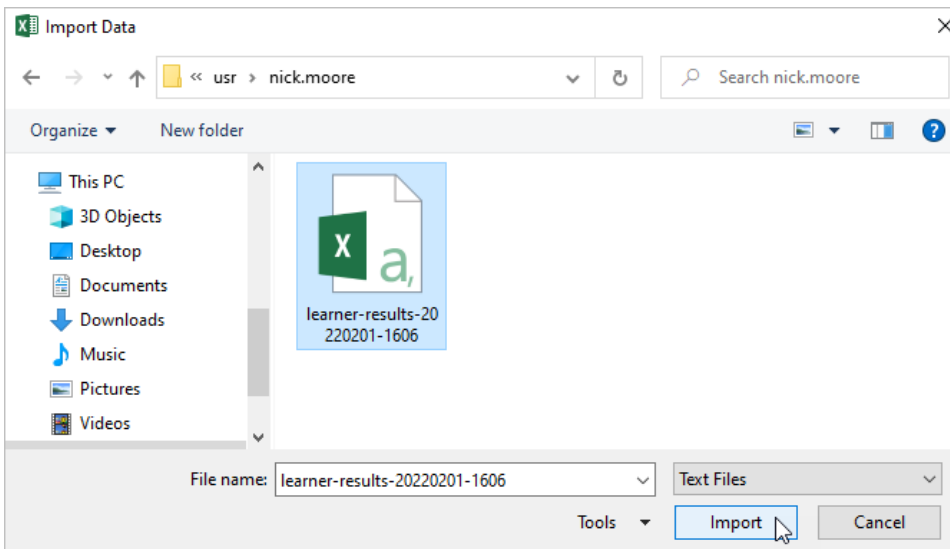 Import Data
« usr › nick.moore
Search nick.moore
Organize
New folder
This PC
3D Objects
Desktop
Documents
Downloads
Music
Pictures
Videos
X
a,
learner-results-20
220201-1606
File name: learner-results-20220201-1606
Text Files
Tools
Import
Cancel